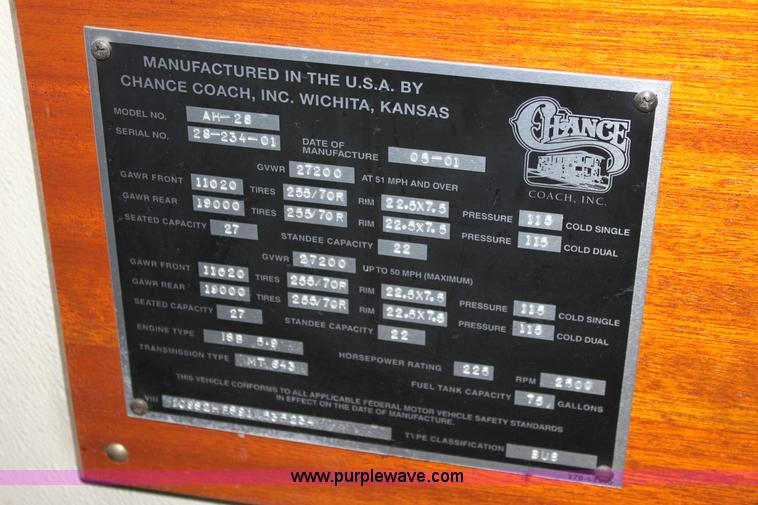 MANUFACTURED IN THE U.S.A. BY
CHANCE COACH, INC. WICHITA, KANSAS
CHANCE
COACH, INC.
MODEL NO. AH-28
SERIAL NO. 28-234-01 DATE OF MANUFACTURE 05-01
GVWR 27200 AT 51 MPH AND OVER
GAWR FRONT 11020 TIRES 255/70R RIM 22.5X7.5 PRESSURE 115 COLD SINGLE
GAWR REAR 19000 TIRES 255/70R RIM 22.5X7.5 PRESSURE 115 COLD DUAL
SEATED CAPACITY 27 STANDEE CAPACITY 22
GVWR 27200 UP TO 50 MPH (MAXIMUM)
GAWR FRONT 11020 TIRES 255/70R RIM 22.5X7.5 PRESSURE 115 COLD SINGLE
GAWR REAR 19000 TIRES 255/70R RIM 22.5X7.5 PRESSURE 115 COLD DUAL
SEATED CAPACITY 27 STANDEE CAPACITY 22
ENGINE TYPE ISB 5.9 HORSEPOWER RATING 225 RPM 2500
TRANSMISSION TYPE MT 643 FUEL TANK CAPACITY 75 GALLONS
THIS VEHICLE CONFORMS TO ALL APPLICABLE FEDERAL MOTOR VEHICLE SAFETY STANDARDS
IN EFFECT ON THE DATE OF MANUFACTURE.
VIN
TYPE CLASSIFICATION BUS
www.purplewave.com